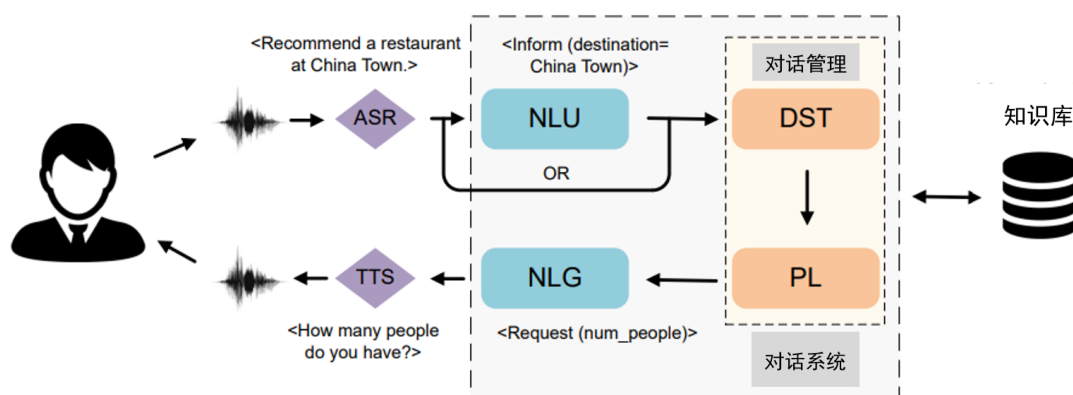 <Recommend a restaurant
at China Town.>
<Inform (destination=
China Town)>
对话管理
ASR
NLU
DST
知识库
OR
TTS
NLG
PL
<How many people
do you have?>
<Request (num_people)>
对话系统